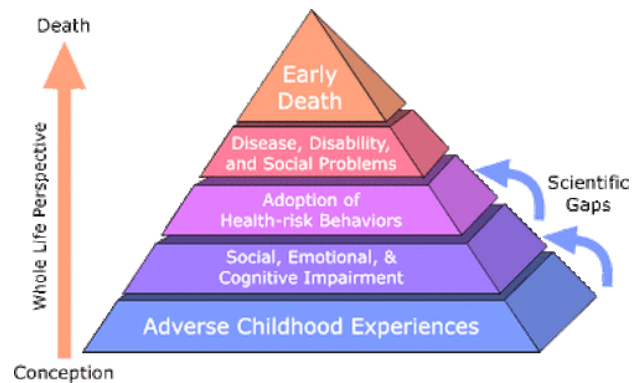 Death
Early
Death
Disease, Disability,
and Social Problems
Scientific
Gaps
Adoption of
Health-risk Behaviors
Whole Life Perspective
Social, Emotional, &
Cognitive Impairment
Adverse Childhood Experiences
Conception